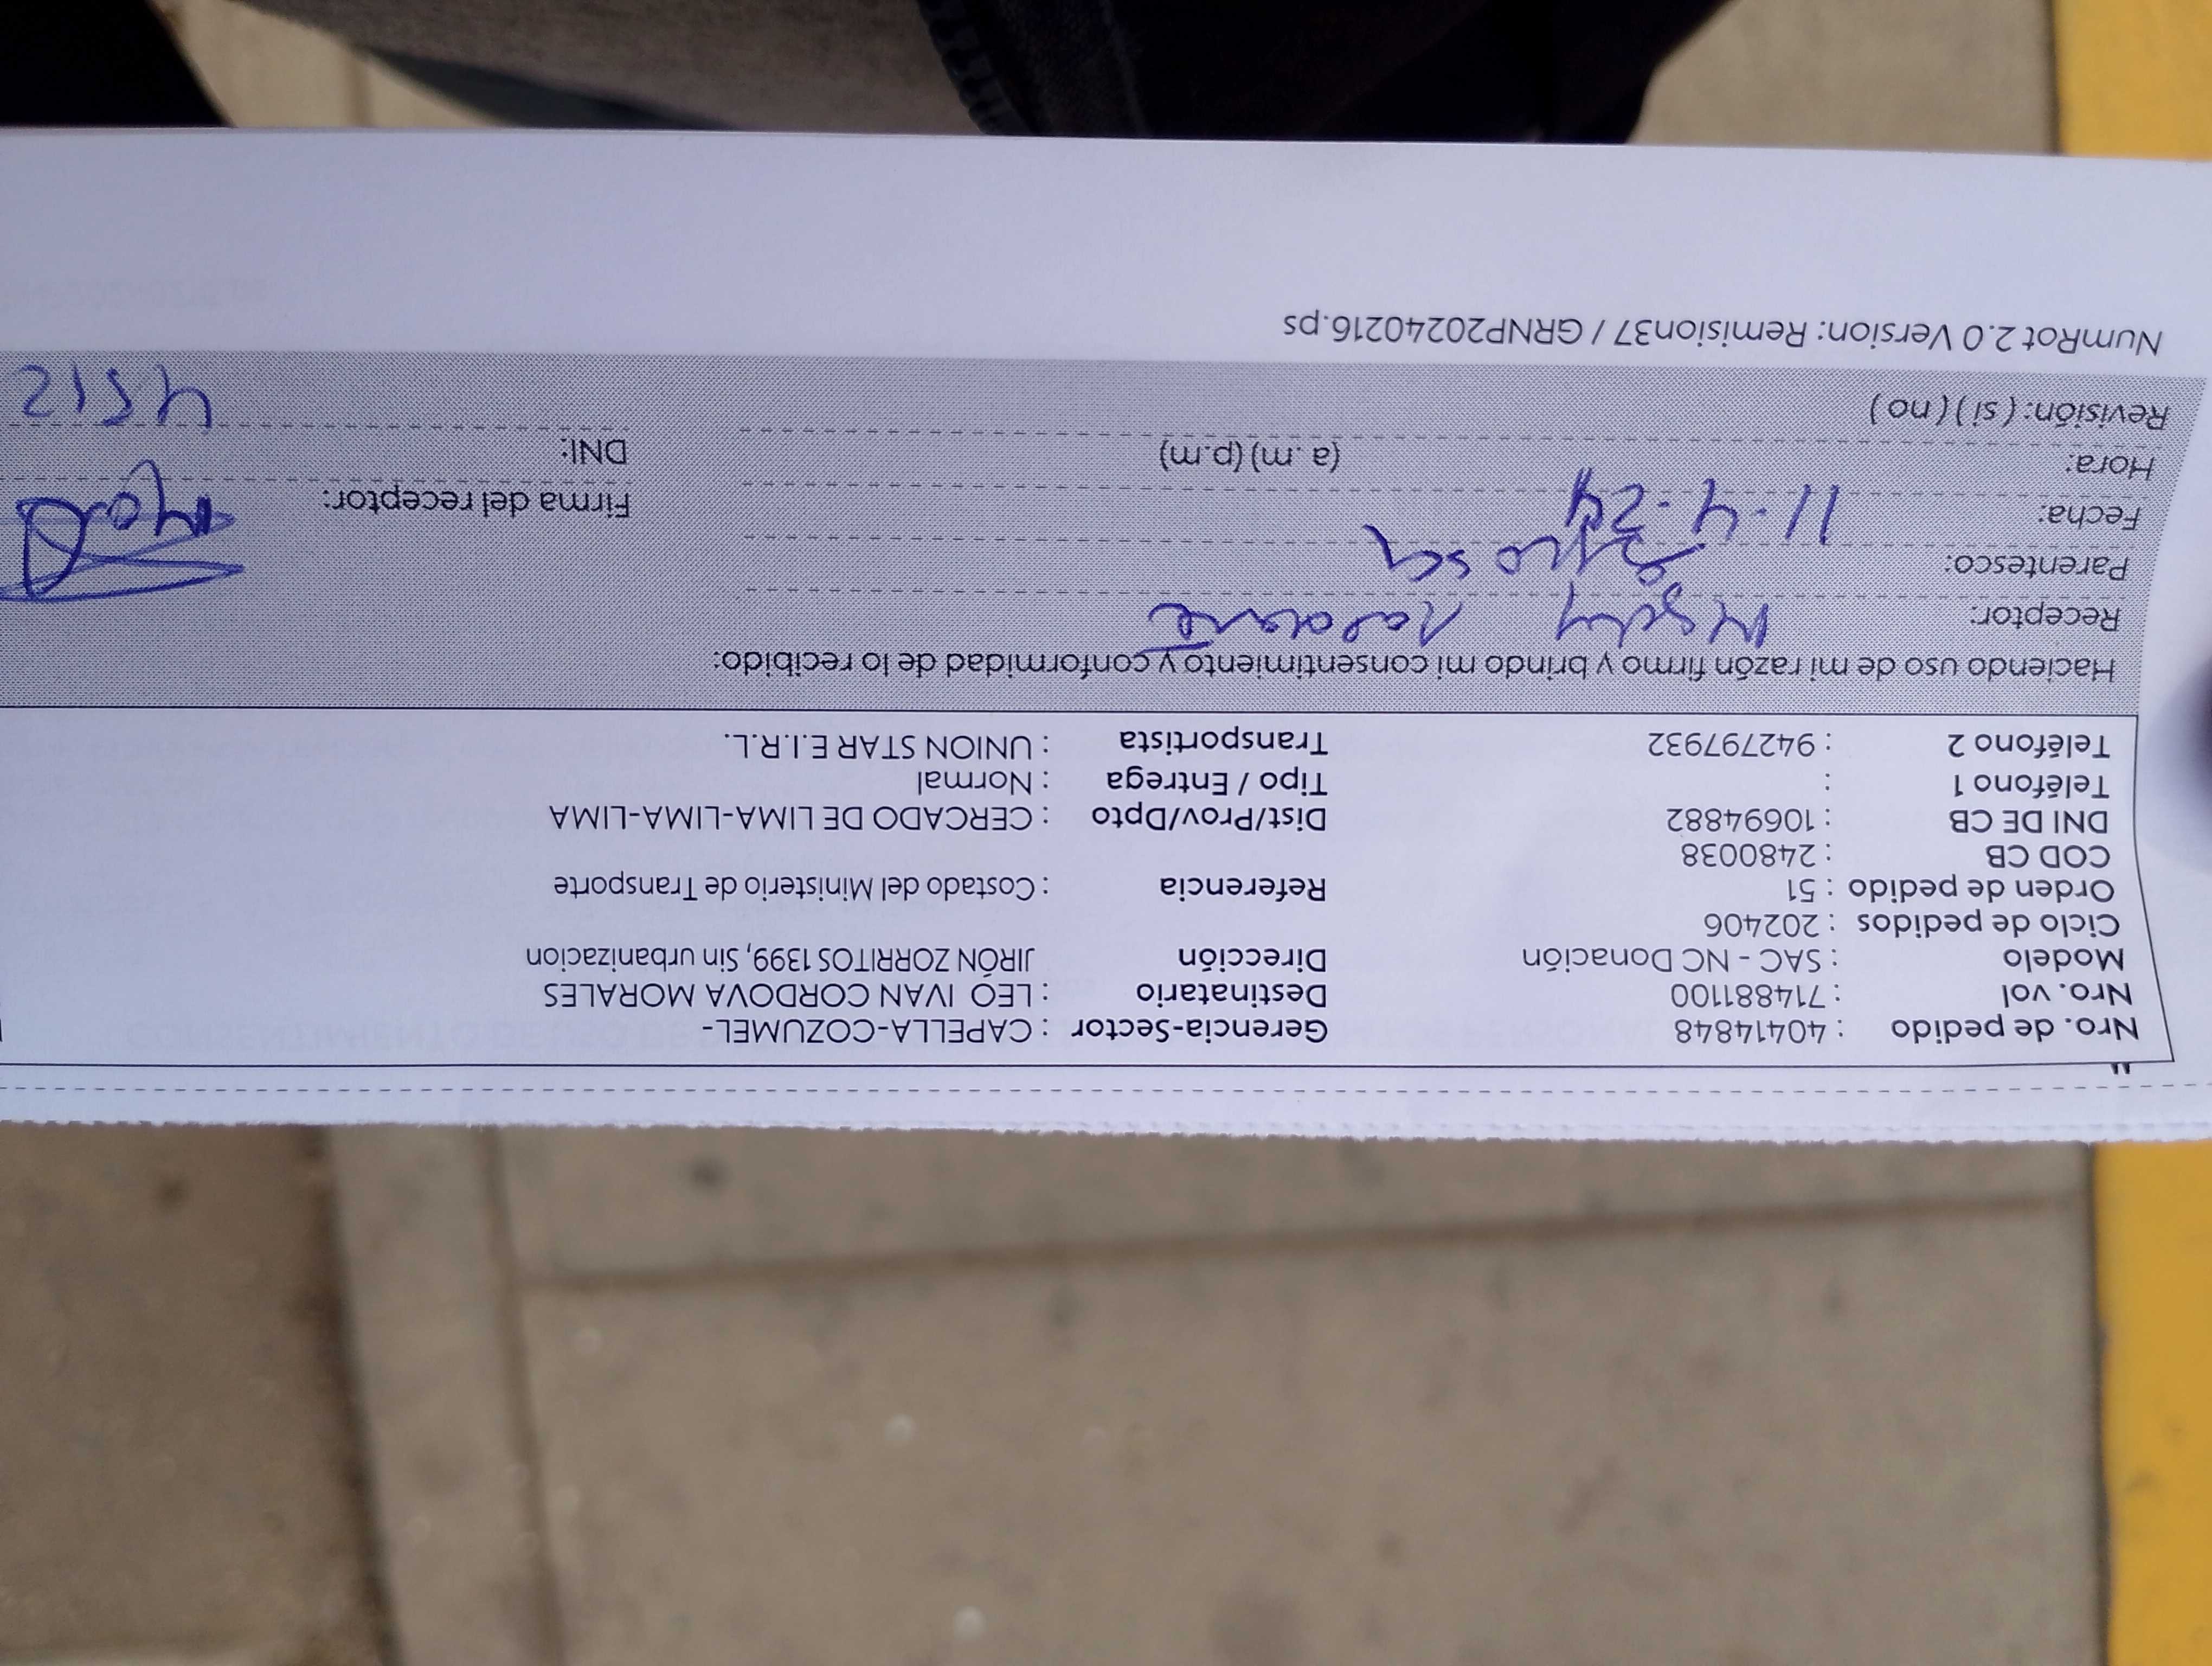 Nro. de pedido : 40414848 Gerencia-Sector : CAPELLA-COZUMEL-
Nro. vol : 714881100 Destinatario : LEO IVAN CORDOVA MORALES
Modelo : SAC - NC Donación Dirección JIRÓN ZORRITOS 1399, Sin urbanizacion
Ciclo de pedidos : 202406
Orden de pedido : 51 Referencia : Costado del Ministerio de Transporte
COD CB : 2480038
DNI DE CB : 10694882 Dist/Prov/Dpto : CERCADO DE LIMA-LIMA-LIMA
Teléfono 1 : Tipo / Entrega : Normal
Teléfono 2 : 942797932 Transportista : UNION STAR E.I.R.L.
Haciendo uso de mi razón firmo y brindo mi consentimiento y conformidad de lo recibido:
Receptor:
Parentesco:
Fecha: 11-4-24 Firma del receptor:
Hora: (a.m) (p.m) DNI: 4512
Revisión: ( si ) ( no )
NumRot 2.0 Version: Remision37 / GRNP20240216.ps